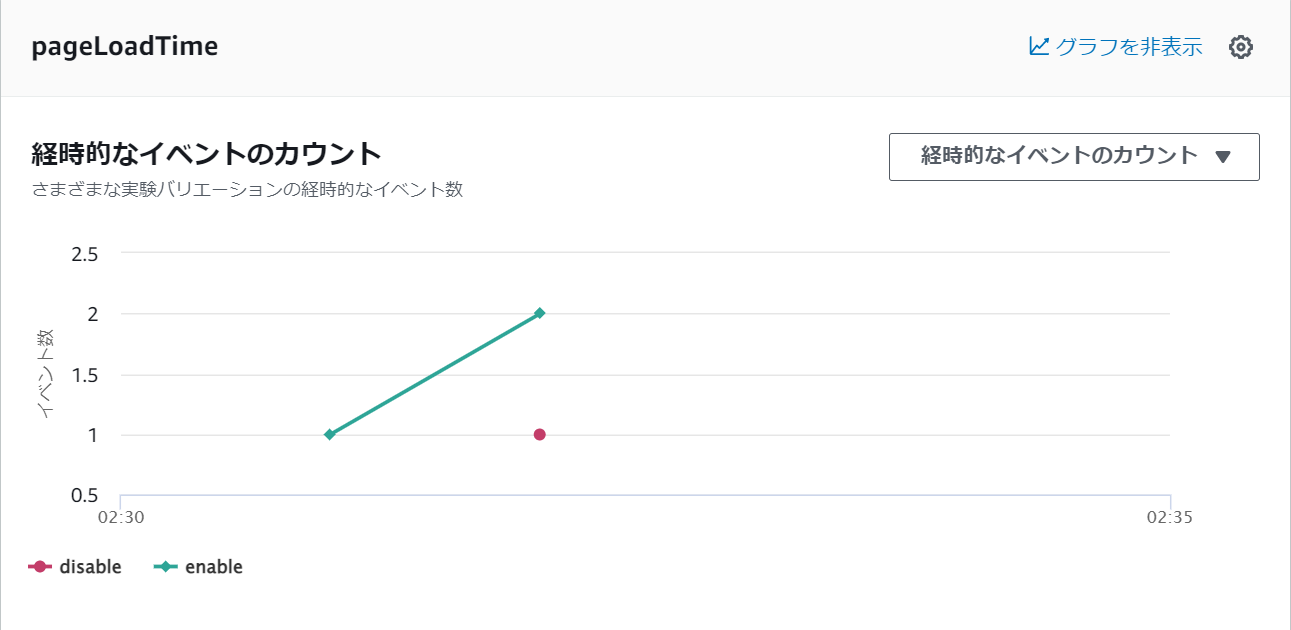 pageLoadTime
グラフを非表示
経時的なイベントのカウント
さまざまな実験バリエーションの経時的なイベント数
経時的なイベントのカウント
イベント数
2.5
2
1.5
1
0.5
02:30
02:35
disable
enable